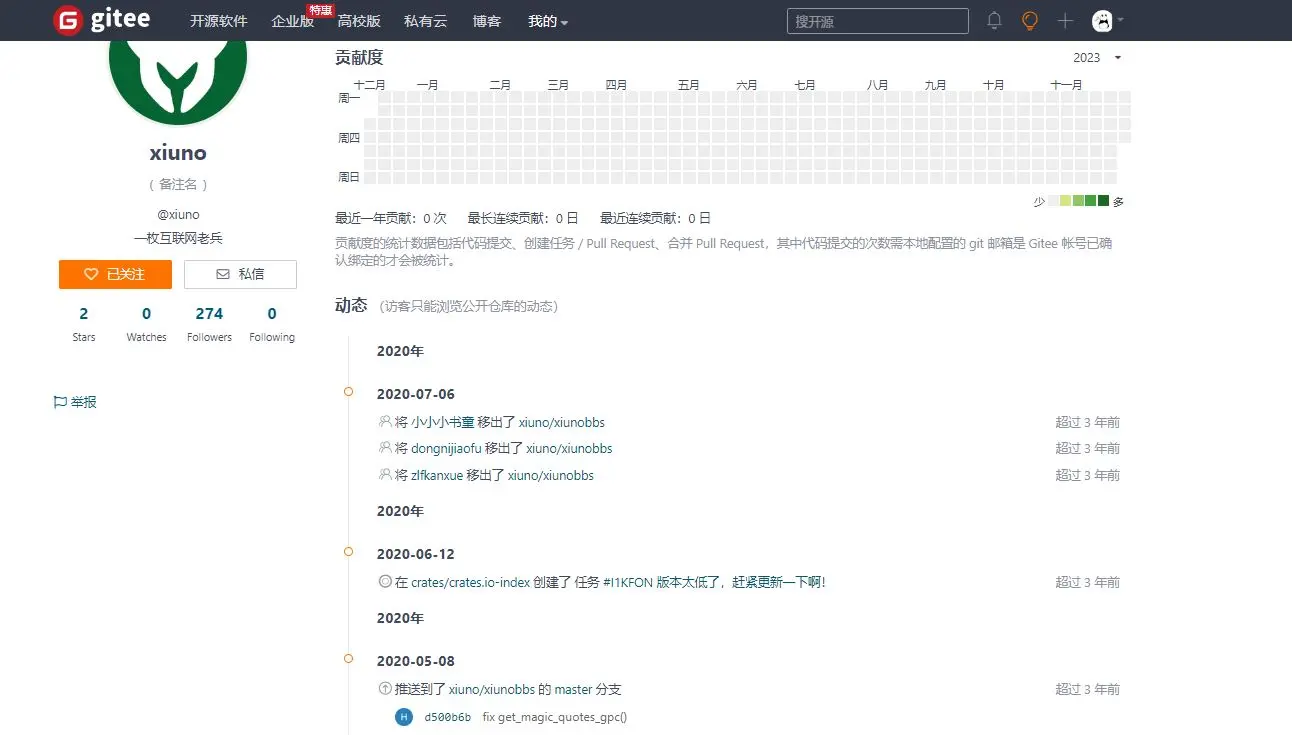 gitee 开源软件 企业版 特惠 高校版 私有云 博客 我的 搜开源
xiuno
（备注名）
@xiuno
一枚互联网老兵
已关注 私信
2 0 274 0
Stars Watches Followers Following
举报
贡献度 2023
十二月 一月 二月 三月 四月 五月 六月 七月 八月 九月 十月 十一月
周一
周四
周日
少 多
最近一年贡献：0 次 最长连续贡献：0 日 最近连续贡献：0 日
贡献度的统计数据包括代码提交、创建任务 / Pull Request、合并 Pull Request，其中代码提交的次数需本地配置的 git 邮箱是 Gitee 帐号已确
认绑定的才会被统计。
动态 （访客只能浏览公开仓库的动态）
2020年
2020-07-06
将 小小小书童 移出了 xiuno/xiunobbs 超过 3 年前
将 dongnijiaofu 移出了 xiuno/xiunobbs 超过 3 年前
将 zlfkanxue 移出了 xiuno/xiunobbs 超过 3 年前
2020年
2020-06-12
在 crates/crates.io-index 创建了 任务 #I1KFON 版本太低了，赶紧更新一下啊！ 超过 3 年前
2020年
2020-05-08
推送到了 xiuno/xiunobbs 的 master 分支 超过 3 年前
H d500b6b fix get_magic_quotes_gpc()